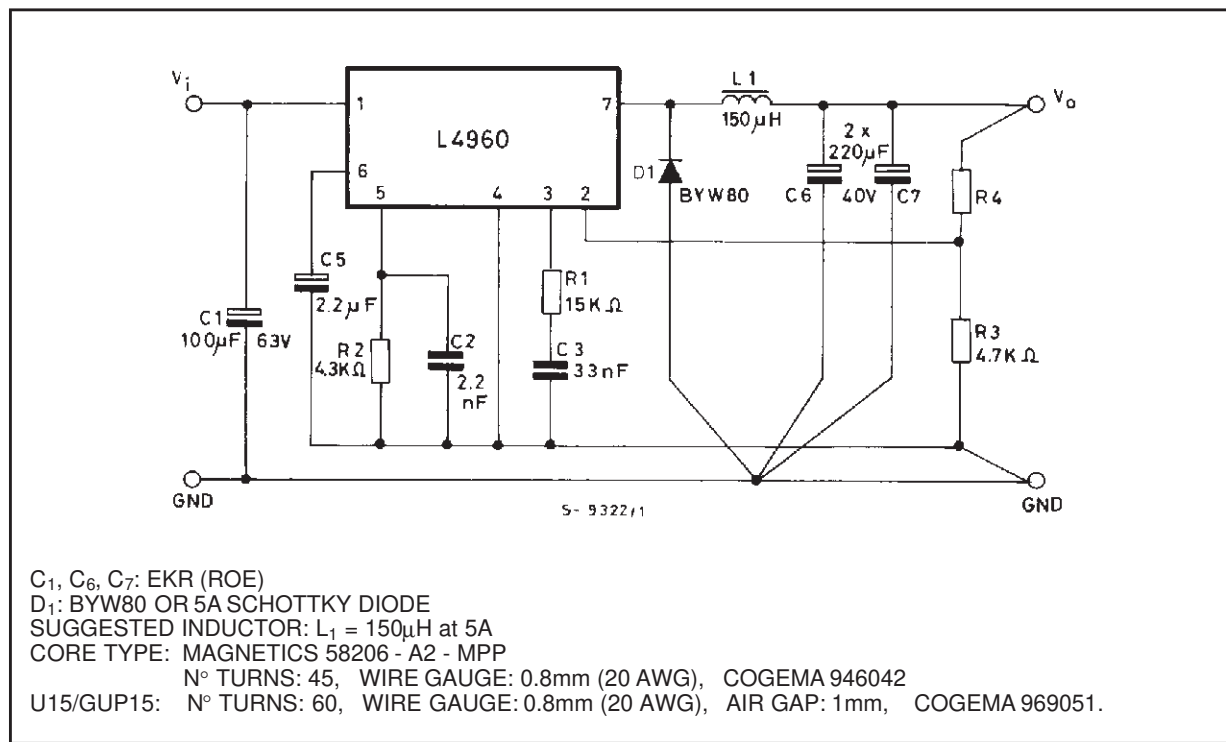 Vi
1
L4960
7
L1
150µH
Vo
6
5
4
3
2
D1
BYW80
2 x
220µF
C6
40V
C7
R4
C5
2.2µF
C1
100µF
63V
R2
4.3KΩ
C2
2.2
nF
R1
15KΩ
C3
33nF
R3
4.7KΩ
GND
GND
S-9322/1
C1, C6, C7: EKR (ROE)
D1: BYW80 OR 5A SCHOTTKY DIODE
SUGGESTED INDUCTOR: L1 = 150µH at 5A
CORE TYPE: MAGNETICS 58206 - A2 - MPP
N° TURNS: 45, WIRE GAUGE: 0.8mm (20 AWG), COGEMA 946042
U15/GUP15: N° TURNS: 60, WIRE GAUGE: 0.8mm (20 AWG), AIR GAP: 1mm, COGEMA 969051.